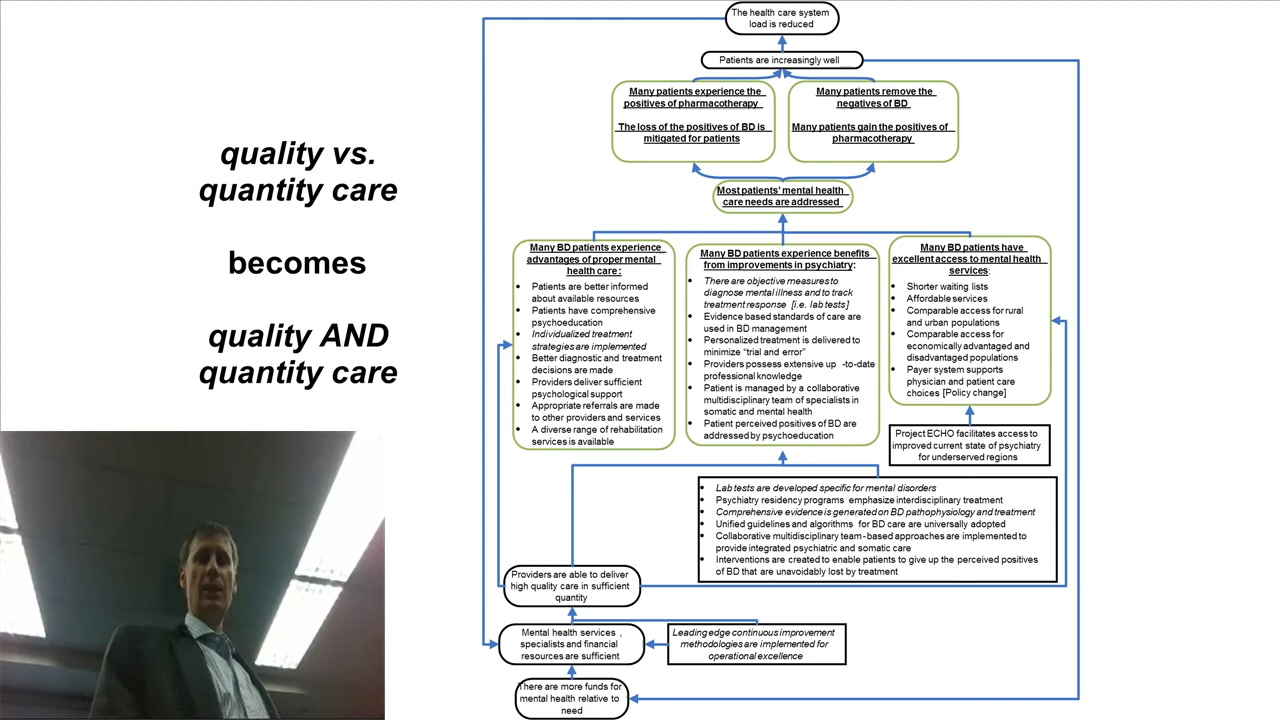 quality vs.
quantity care
becomes
quality AND
quantity care
The health care system
load is reduced
Patients are increasingly well
Many patients experience the
positives of pharmacotherapy
The loss of the positives of BD is
mitigated for patients
Many patients remove the
negatives of BD
Many patients gain the positives of
pharmacotherapy
Most patients' mental health
care needs are addressed
Many BD patients experience
advantages of proper mental
health care:
• Patients are better informed
about available resources
• Patients have comprehensive
psychoeducation
• Individualized treatment
strategies are implemented
• Better diagnostic and treatment
decisions are made
• Providers deliver sufficient
psychological support
• Appropriate referrals are made
to other providers and services
• A diverse range of rehabilitation
services is available
Many BD patients experience benefits
from improvements in psychiatry:
• There are objective measures to
diagnose mental illness and to track
treatment response [i.e. lab tests]
• Evidence based standards of care are
used in BD management
• Personalized treatment is delivered to
minimize "trial and error"
• Providers possess extensive up -to-date
professional knowledge
• Patient is managed by a collaborative
multidisciplinary team of specialists in
somatic and mental health
• Patient perceived positives of BD are
addressed by psychoeducation
Many BD patients have
excellent access to mental health
services:
• Shorter waiting lists
• Affordable services
• Comparable access for rural
and urban populations
• Comparable access for
economically advantaged and
disadvantaged populations
• Payer system supports
physician and patient care
choices [Policy change]
Project ECHO facilitates access to
improved current state of psychiatry
for underserved regions
• Lab tests are developed specific for mental disorders
• Psychiatry residency programs emphasize interdisciplinary treatment
• Comprehensive evidence is generated on BD pathophysiology and treatment
• Unified guidelines and algorithms for BD care are universally adopted
• Collaborative multidisciplinary team-based approaches are implemented to
provide integrated psychiatric and somatic care
• Interventions are created to enable patients to give up the perceived positives
of BD that are unavoidably lost by treatment
Providers are able to deliver
high quality care in sufficient
quantity
Mental health services ,
specialists and financial
resources are sufficient
Leading edge continuous improvement
methodologies are implemented for
operational excellence
There are more funds for
mental health relative to
need